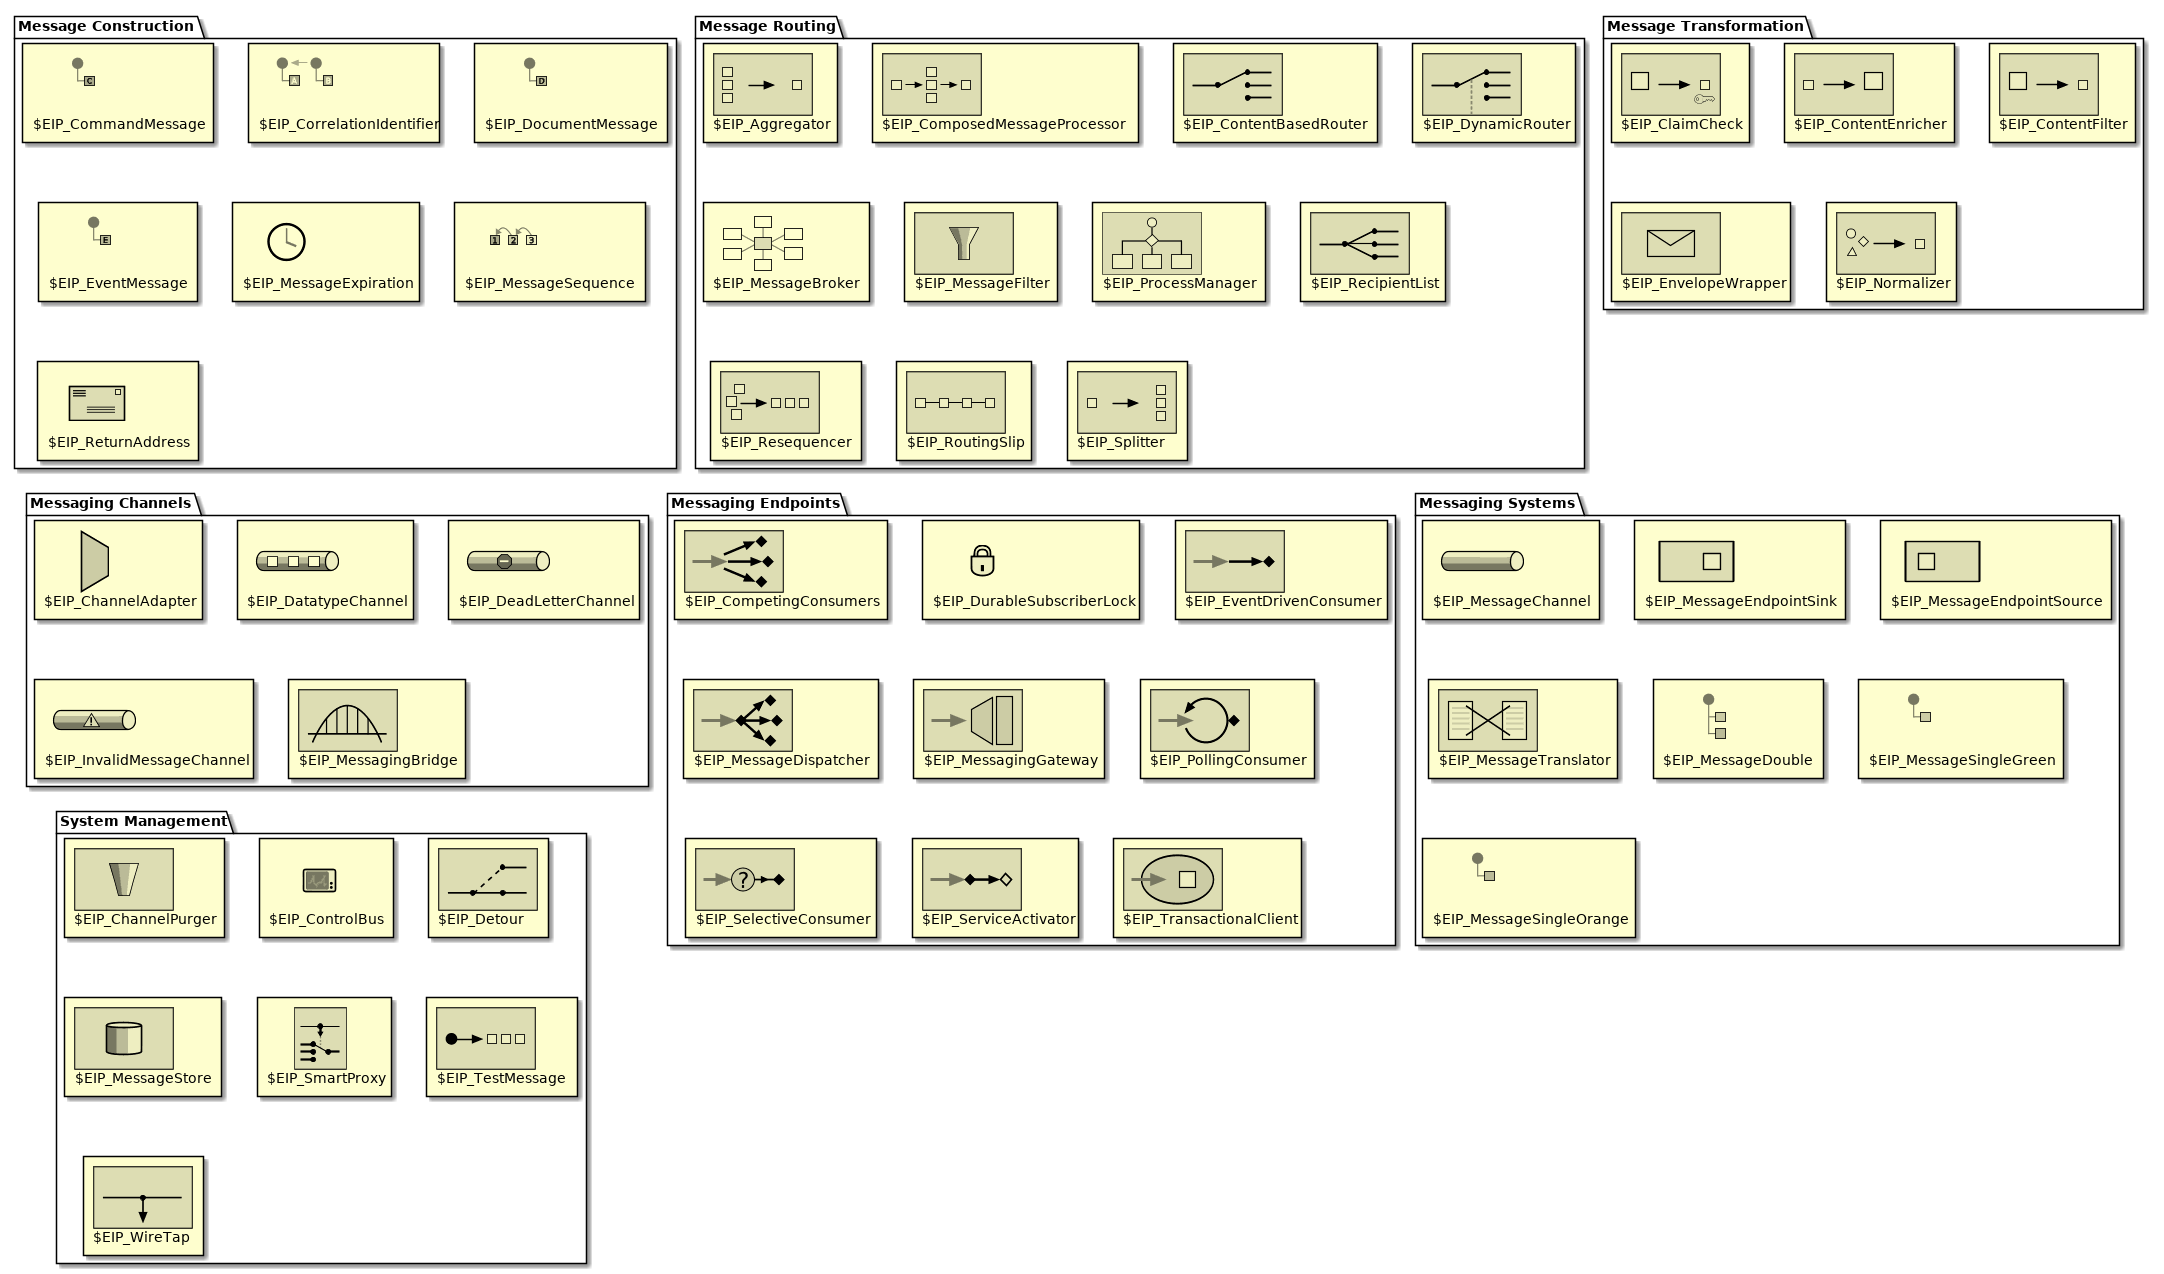 Message Construction
$EIP_CommandMessage
$EIP_CorrelationIdentifier
$EIP_DocumentMessage
C
D
$EIP_EventMessage
$EIP_MessageExpiration
$EIP_MessageSequence
E
1 2 3
$EIP_ReturnAddress
Message Routing
$EIP_Aggregator
$EIP_ComposedMessageProcessor
$EIP_ContentBasedRouter
$EIP_DynamicRouter
$EIP_MessageBroker
$EIP_MessageFilter
$EIP_ProcessManager
$EIP_RecipientList
$EIP_Resequencer
$EIP_RoutingSlip
$EIP_Splitter
Message Transformation
$EIP_ClaimCheck
$EIP_ContentEnricher
$EIP_ContentFilter
$EIP_EnvelopeWrapper
$EIP_Normalizer
Messaging Channels
$EIP_ChannelAdapter
$EIP_DatatypeChannel
$EIP_DeadLetterChannel
!
$EIP_InvalidMessageChannel
$EIP_MessagingBridge
Messaging Endpoints
$EIP_CompetingConsumers
$EIP_DurableSubscriberLock
$EIP_EventDrivenConsumer
$EIP_MessageDispatcher
$EIP_MessagingGateway
$EIP_PollingConsumer
?
$EIP_SelectiveConsumer
$EIP_ServiceActivator
$EIP_TransactionalClient
Messaging Systems
$EIP_MessageChannel
$EIP_MessageEndpointSink
$EIP_MessageEndpointSource
$EIP_MessageTranslator
$EIP_MessageDouble
$EIP_MessageSingleGreen
$EIP_MessageSingleOrange
System Management
$EIP_ChannelPurger
$EIP_ControlBus
$EIP_Detour
$EIP_MessageStore
$EIP_SmartProxy
$EIP_TestMessage
$EIP_WireTap